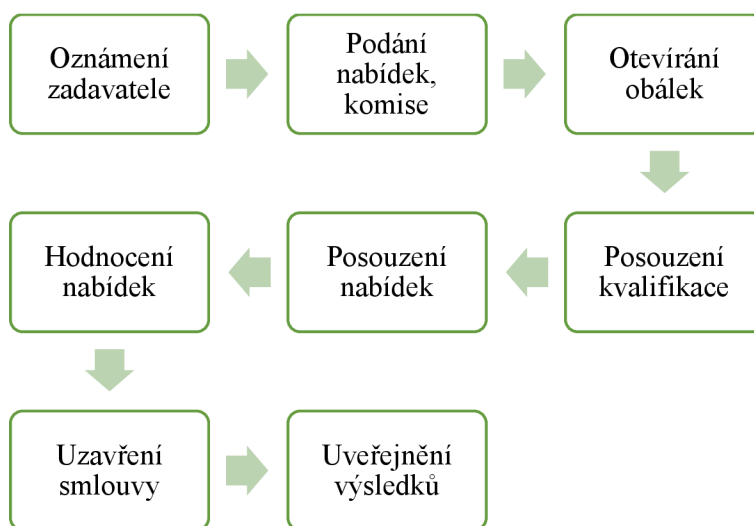 Oznámení
zadavatele
Podání
nabídek,
komise
Otevírání
obálek
Posouzení
kvalifikace
Posouzení
nabídek
Hodnocení
nabídek
Uzavření
smlouvy
Uveřejnění
výsledků